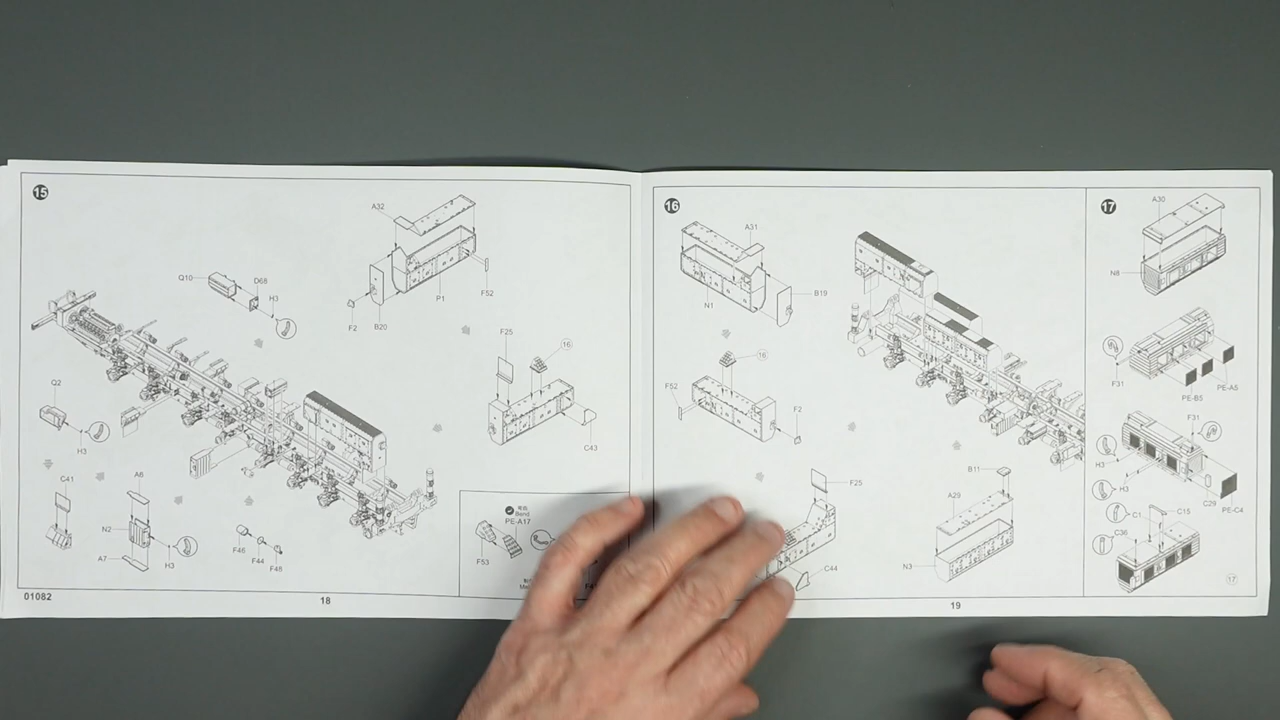 15
A32
Q10
D68
H3
P1
F52
F2
B20
F25
16
Q2
H3
C43
C41
A6
N2
A7
H3
F46
F44
F48
Bend
PE-A17
F53
01082
18
16
A31
B19
N1
16
F52
F2
F25
B11
A29
C44
N3
19
17
A30
N8
F31
PE-A5
PE-B5
F31
H3
H3
C29
PE-C4
C1
C15
C36
17